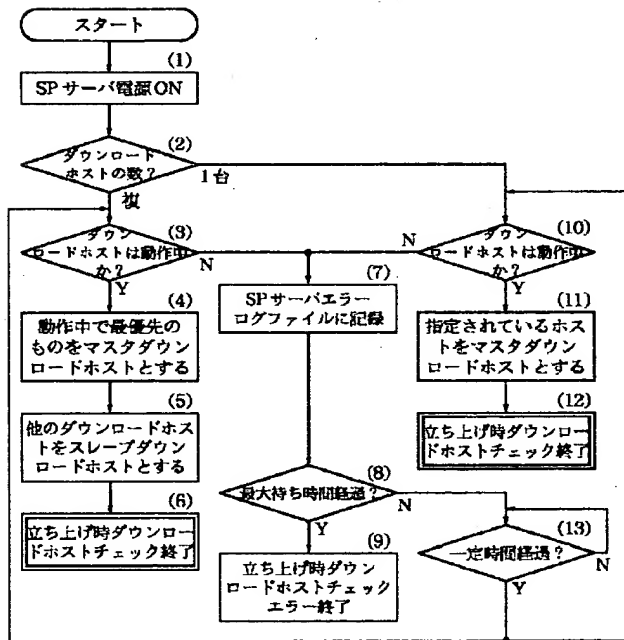 スタート
(1)
SPサーバ電源ON
(2)
ダウンロード
ホストの数?
1台
複
(3)
ダウン
ロードホストは動作中
か?
N
Y
(10)
ダウン
ロードホストは動作中
か?
N
Y
(7)
SPサーバエラー
ログファイルに記録
(4)
動作中で最優先の
ものをマスタダウン
ロードホストとする
(11)
指定されているホス
トをマスタダウン
ロードホストとする
(5)
他のダウンロードホス
トをスレーブダウン
ロードホストとする
(12)
立ち上げ時ダウンロー
ドホストチェック終了
(6)
立ち上げ時ダウンロー
ドホストチェック終了
(8)
最大待ち時間経過?
N
Y
(9)
立ち上げ時ダウン
ロードホストチェック
エラー終了
(13)
一定時間経過?
N
Y